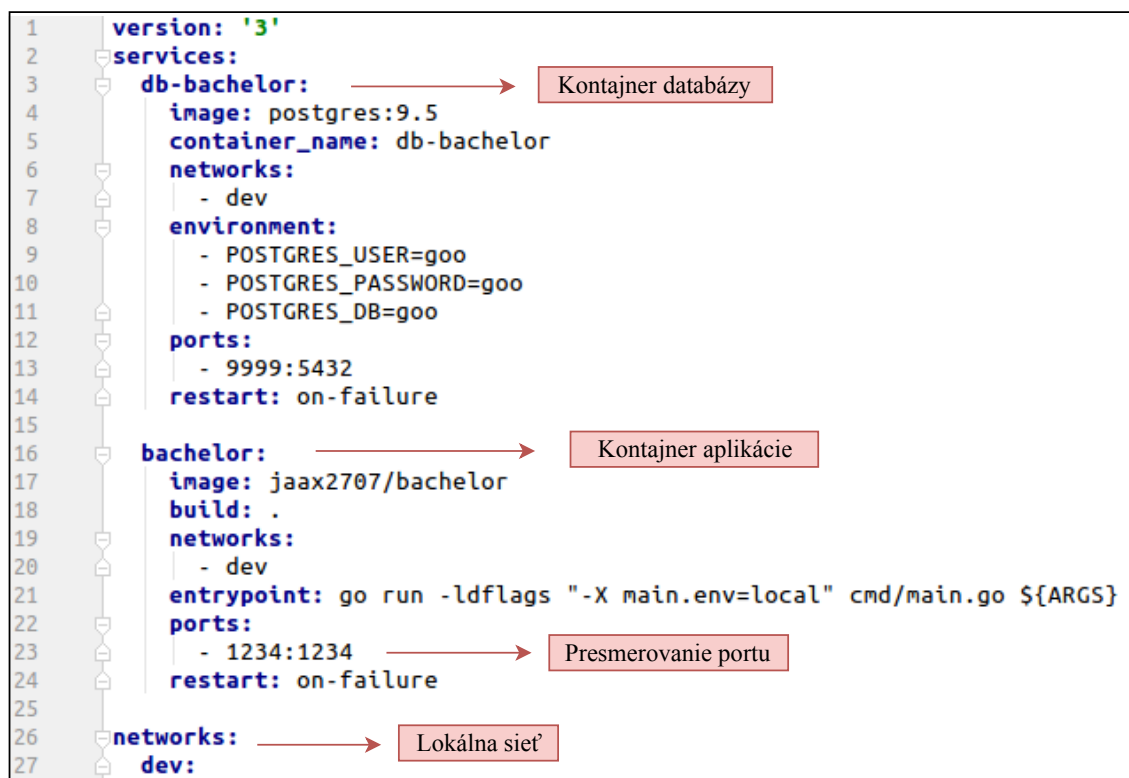 1 version: '3'
2 services:
3 db-bachelor: Kontajner databázy
4 image: postgres:9.5
5 container_name: db-bachelor
6 networks:
7 - dev
8 environment:
9 - POSTGRES_USER=goo
10 - POSTGRES_PASSWORD=goo
11 - POSTGRES_DB=goo
12 ports:
13 - 9999:5432
14 restart: on-failure
15
16 bachelor: Kontajner aplikácie
17 image: jaax2707/bachelor
18 build: .
19 networks:
20 - dev
21 entrypoint: go run -ldflags "-X main.env=local" cmd/main.go ${ARGS}
22 ports:
23 - 1234:1234 Presmerovanie portu
24 restart: on-failure
25
26 networks: Lokálna sieť
27 dev: